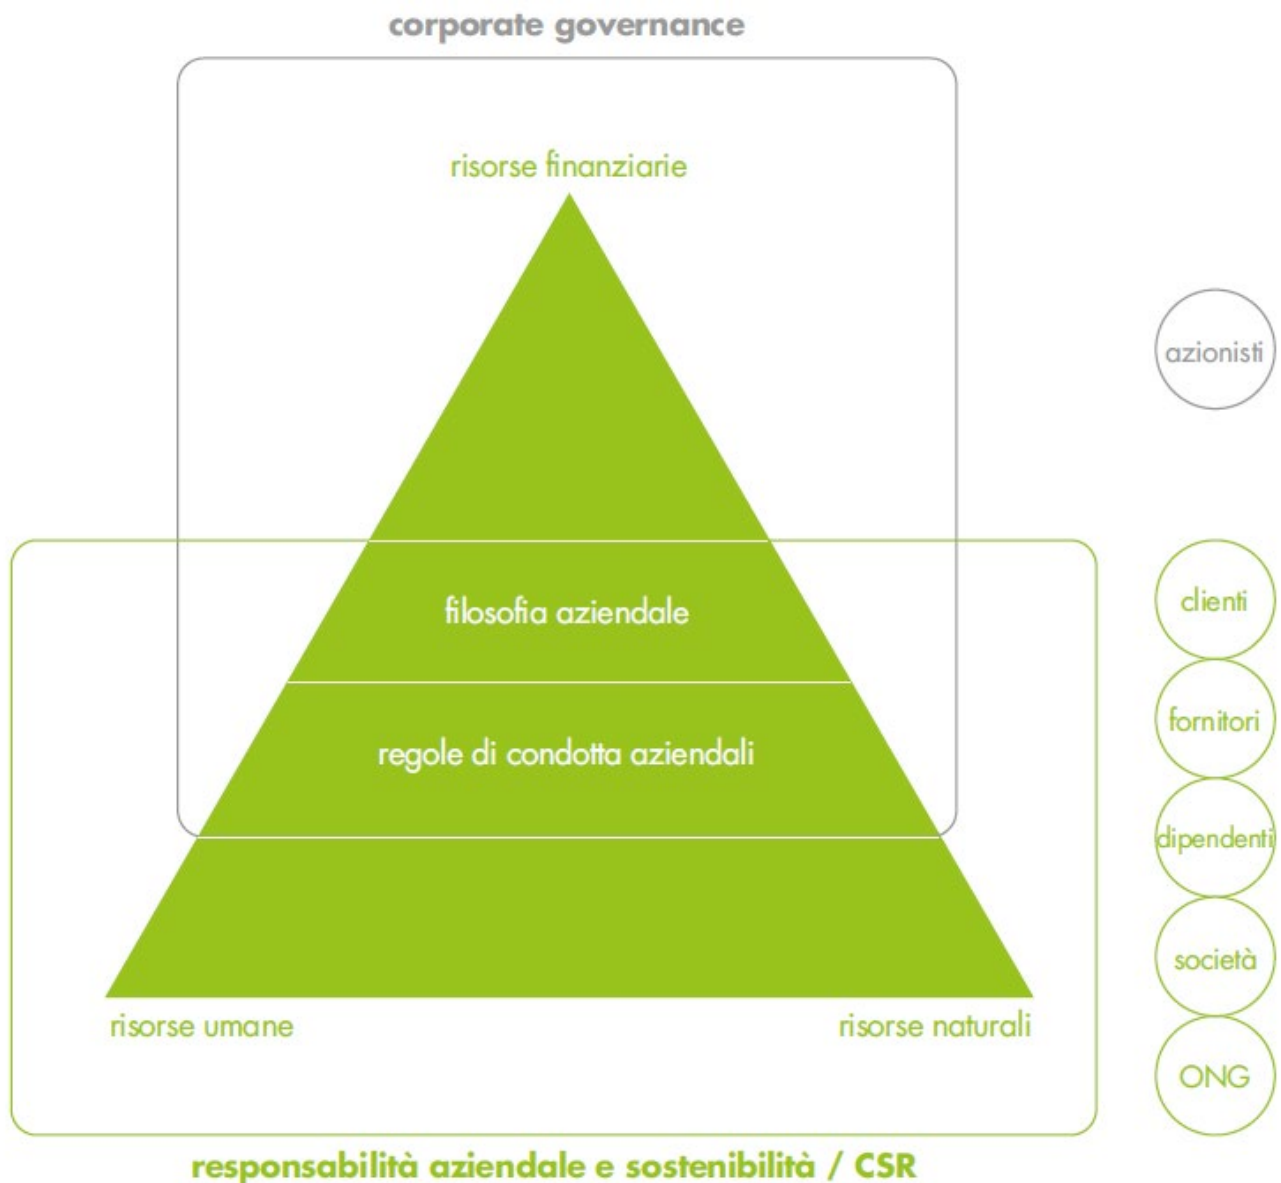 corporate governance
risorse finanziarie
azionisti
filosofia aziendale
clienti
regole di condotta aziendali
fornitori
dipendenti
società
risorse umane
risorse naturali
ONG
responsabilità aziendale e sostenibilità / CSR